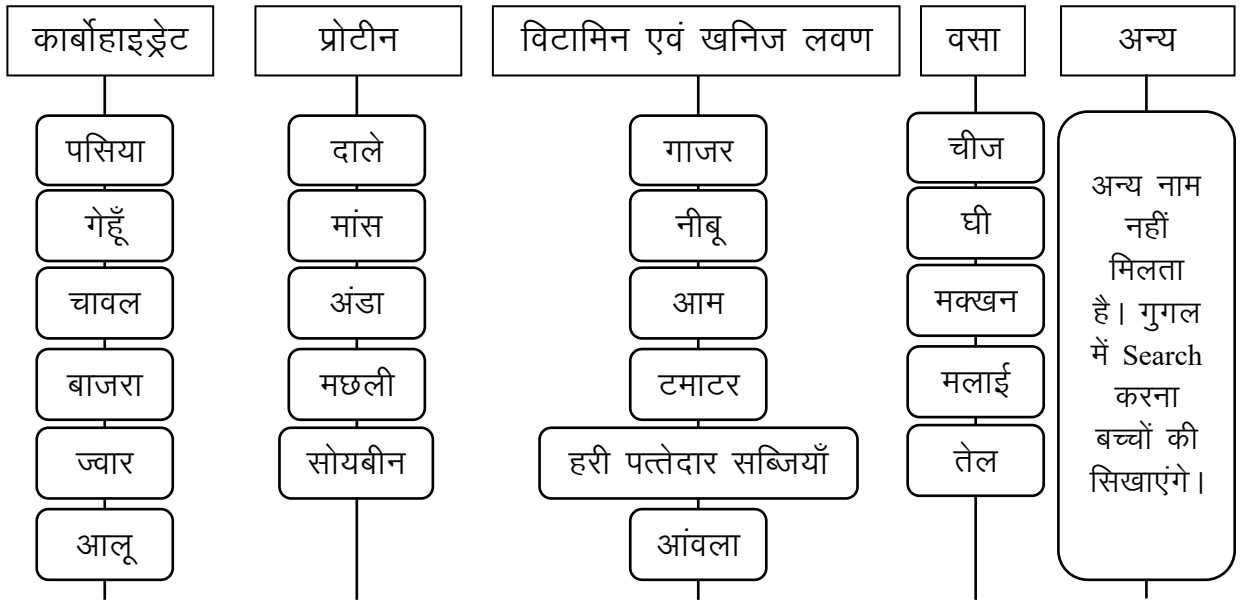 कार्बोहाइड्रेट
पसिया
गेहूँ
चावल
बाजरा
ज्वार
आलू
प्रोटीन
दाले
मांस
अंडा
मछली
सोयबीन
विटामिन एवं खनिज लवण
गाजर
नीबू
आम
टमाटर
हरी पत्तेदार सब्जियाँ
आंवला
वसा
चीज
घी
मक्खन
मलाई
तेल
अन्य
अन्य नाम
नहीं
मिलता
है। गुगल
में Search
करना
बच्चों की
सिखाएंगे।